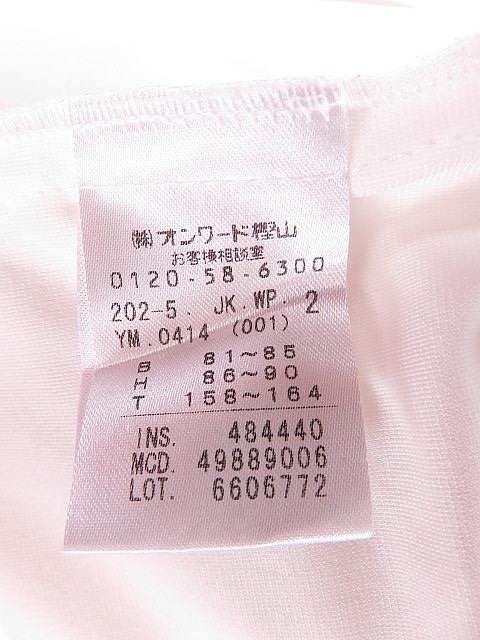 ㈱オンワード樫山
お客様相談室
0120-58-6300
202-5. JK.WP. 2
YM.0414 (001)
B 81～85
H 86～90
T 158～164
INS. 484440
MCD. 49889006
LOT. 6606772